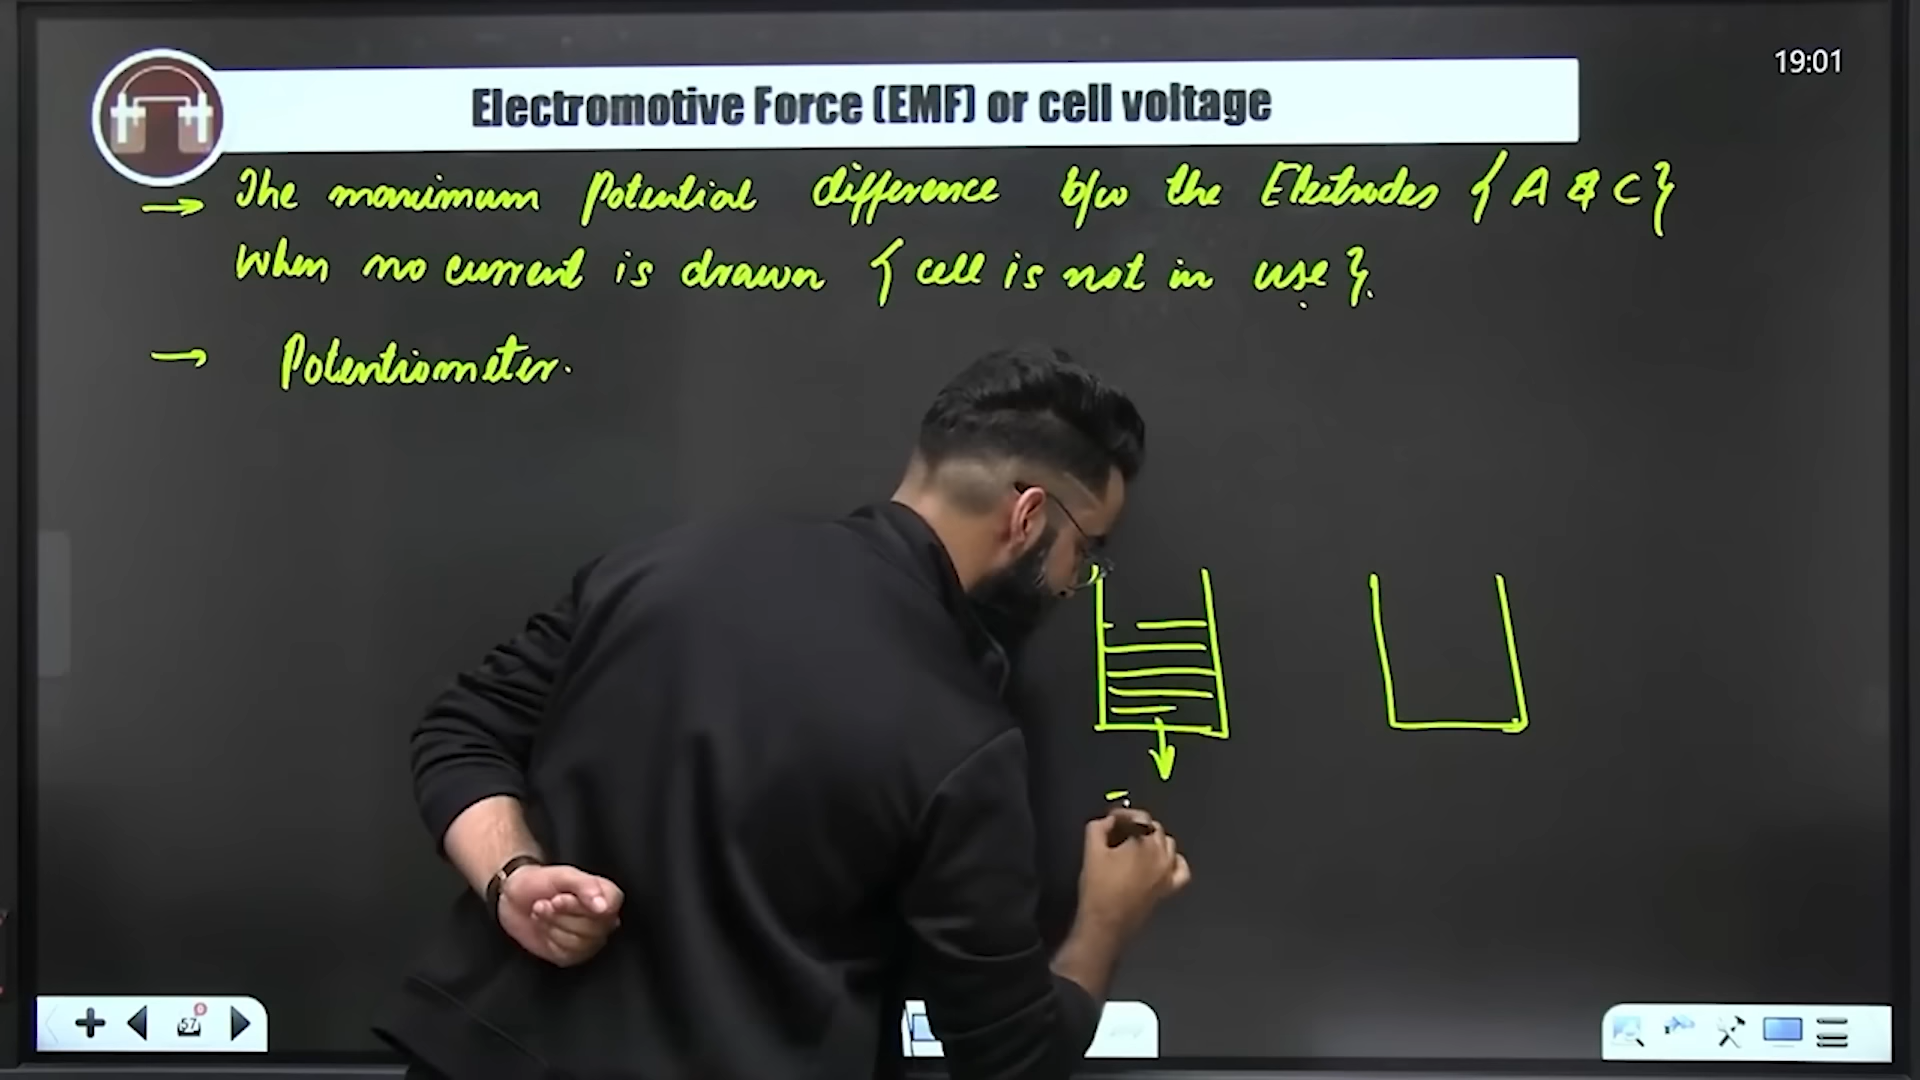 19:01
Electromotive Force (EMF) or cell voltage
→ The maximum Potential difference b/w the Electrodes { A & C }
When no current is drawn { cell is not in use }.
→ Potentiometer.
57